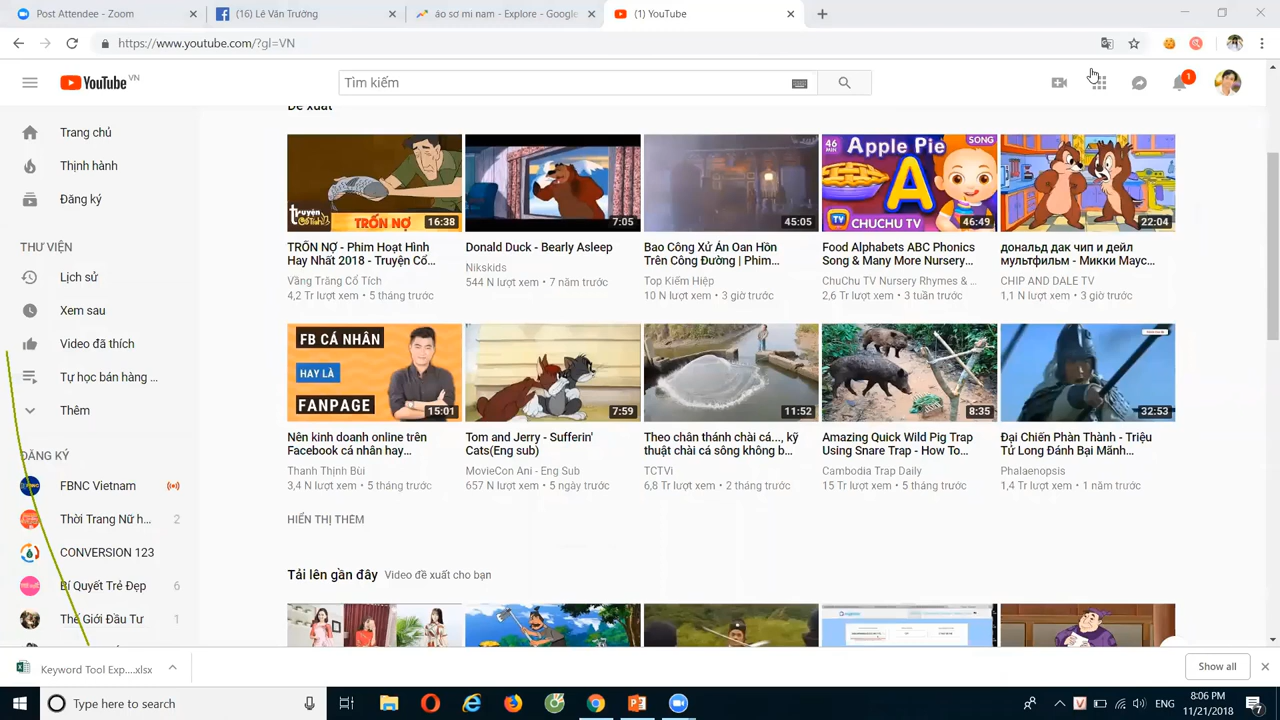 Post Attendee - Zoom
(16) Lê Văn Trưởng
áo sơ mi nam - Explore - Google
(1) YouTube
https://www.youtube.com/?gl=VN
YouTube VN
Tìm kiếm
1
Trang chủ
Thịnh hành
Đăng ký
THƯ VIỆN
Lịch sử
Xem sau
Video đã thích
Tự học bán hàng ...
Thêm
ĐĂNG KÝ
FBNC Vietnam
Thời Trang Nữ h... 2
CONVERSION 123
Bí Quyết Trẻ Đẹp 6
Thế Giới Đầu Tư 1
Đề xuất
truyện Cổ Tích
TRỐN NỢ
16:38
7:05
45:05
46 MIN
Apple Pie
SONG
A
CHUCHU TV
46:49
22:04
TRỐN NỢ - Phim Hoạt Hình
Hay Nhất 2018 - Truyện Cổ...
Vầng Trăng Cổ Tích
4,2 Tr lượt xem • 5 tháng trước
Donald Duck - Bearly Asleep
Nikskids
544 N lượt xem • 7 năm trước
Bao Công Xử Án Oan Hồn
Trên Công Đường | Phim...
Top Kiếm Hiệp
10 N lượt xem • 3 giờ trước
Food Alphabets ABC Phonics
Song & Many More Nursery...
ChuChu TV Nursery Rhymes & ...
2,6 Tr lượt xem • 3 tuần trước
дональд дак чип и дейл
мультфильм - Микки Маус...
CHIP AND DALE TV
1,1 N lượt xem • 3 giờ trước
FB CÁ NHÂN
HAY LÀ
FANPAGE
15:01
7:59
11:52
8:35
32:53
Nên kinh doanh online trên
Facebook cá nhân hay...
Thanh Thịnh Bùi
3,4 N lượt xem • 5 tháng trước
Tom and Jerry - Sufferin'
Cats(Eng sub)
MovieCon Ani - Eng Sub
657 N lượt xem • 5 ngày trước
Theo chân thánh chài cá..., kỹ
thuật chài cá sông không b...
TCTVi
6,8 Tr lượt xem • 2 tháng trước
Amazing Quick Wild Pig Trap
Using Snare Trap - How To...
Cambodia Trap Daily
15 Tr lượt xem • 5 tháng trước
Đại Chiến Phàn Thành - Triệu
Tử Long Đánh Bại Mãnh...
Phalaenopsis
1,4 Tr lượt xem • 1 năm trước
HIỂN THỊ THÊM
Tải lên gần đây Video đề xuất cho bạn
Keyword Tool Exp....xlsx
Show all
Type here to search
ENG
8:06 PM
11/21/2018
7